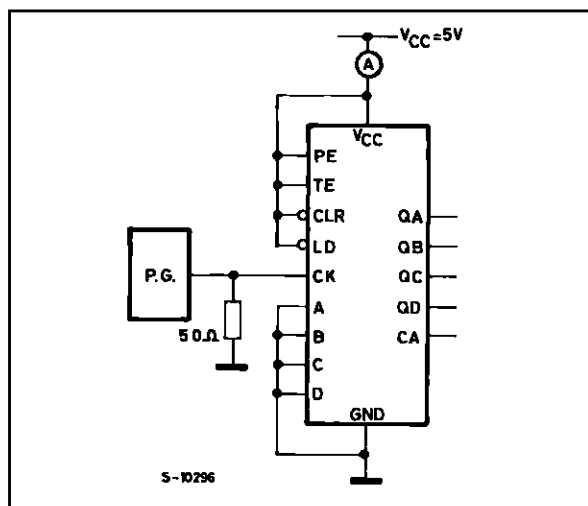 VCC=5V
A
VCC
PE
TE
CLR
LD
CK
A
B
C
D
QA
QB
QC
QD
CA
GND
P.G.
50Ω
S-10296